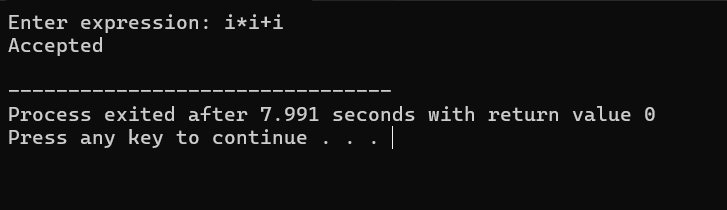 Enter expression: i*i+i
Accepted
--------------------------------
Process exited after 7.991 seconds with return value 0
Press any key to continue . . .